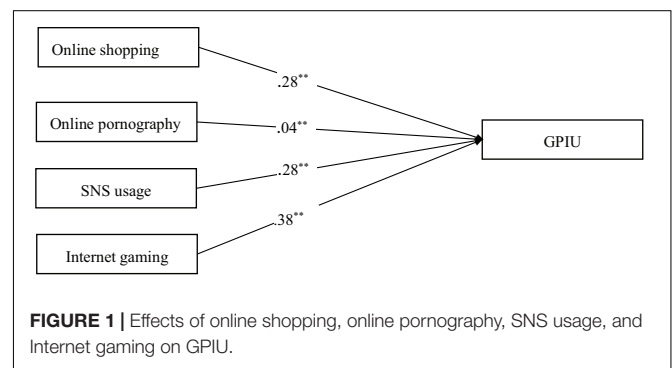 Online shopping
.28**
Online pornography
.04**
GPIU
SNS usage
.28**
.38**
Internet gaming
FIGURE 1 | Effects of online shopping, online pornography, SNS usage, and
Internet gaming on GPIU.